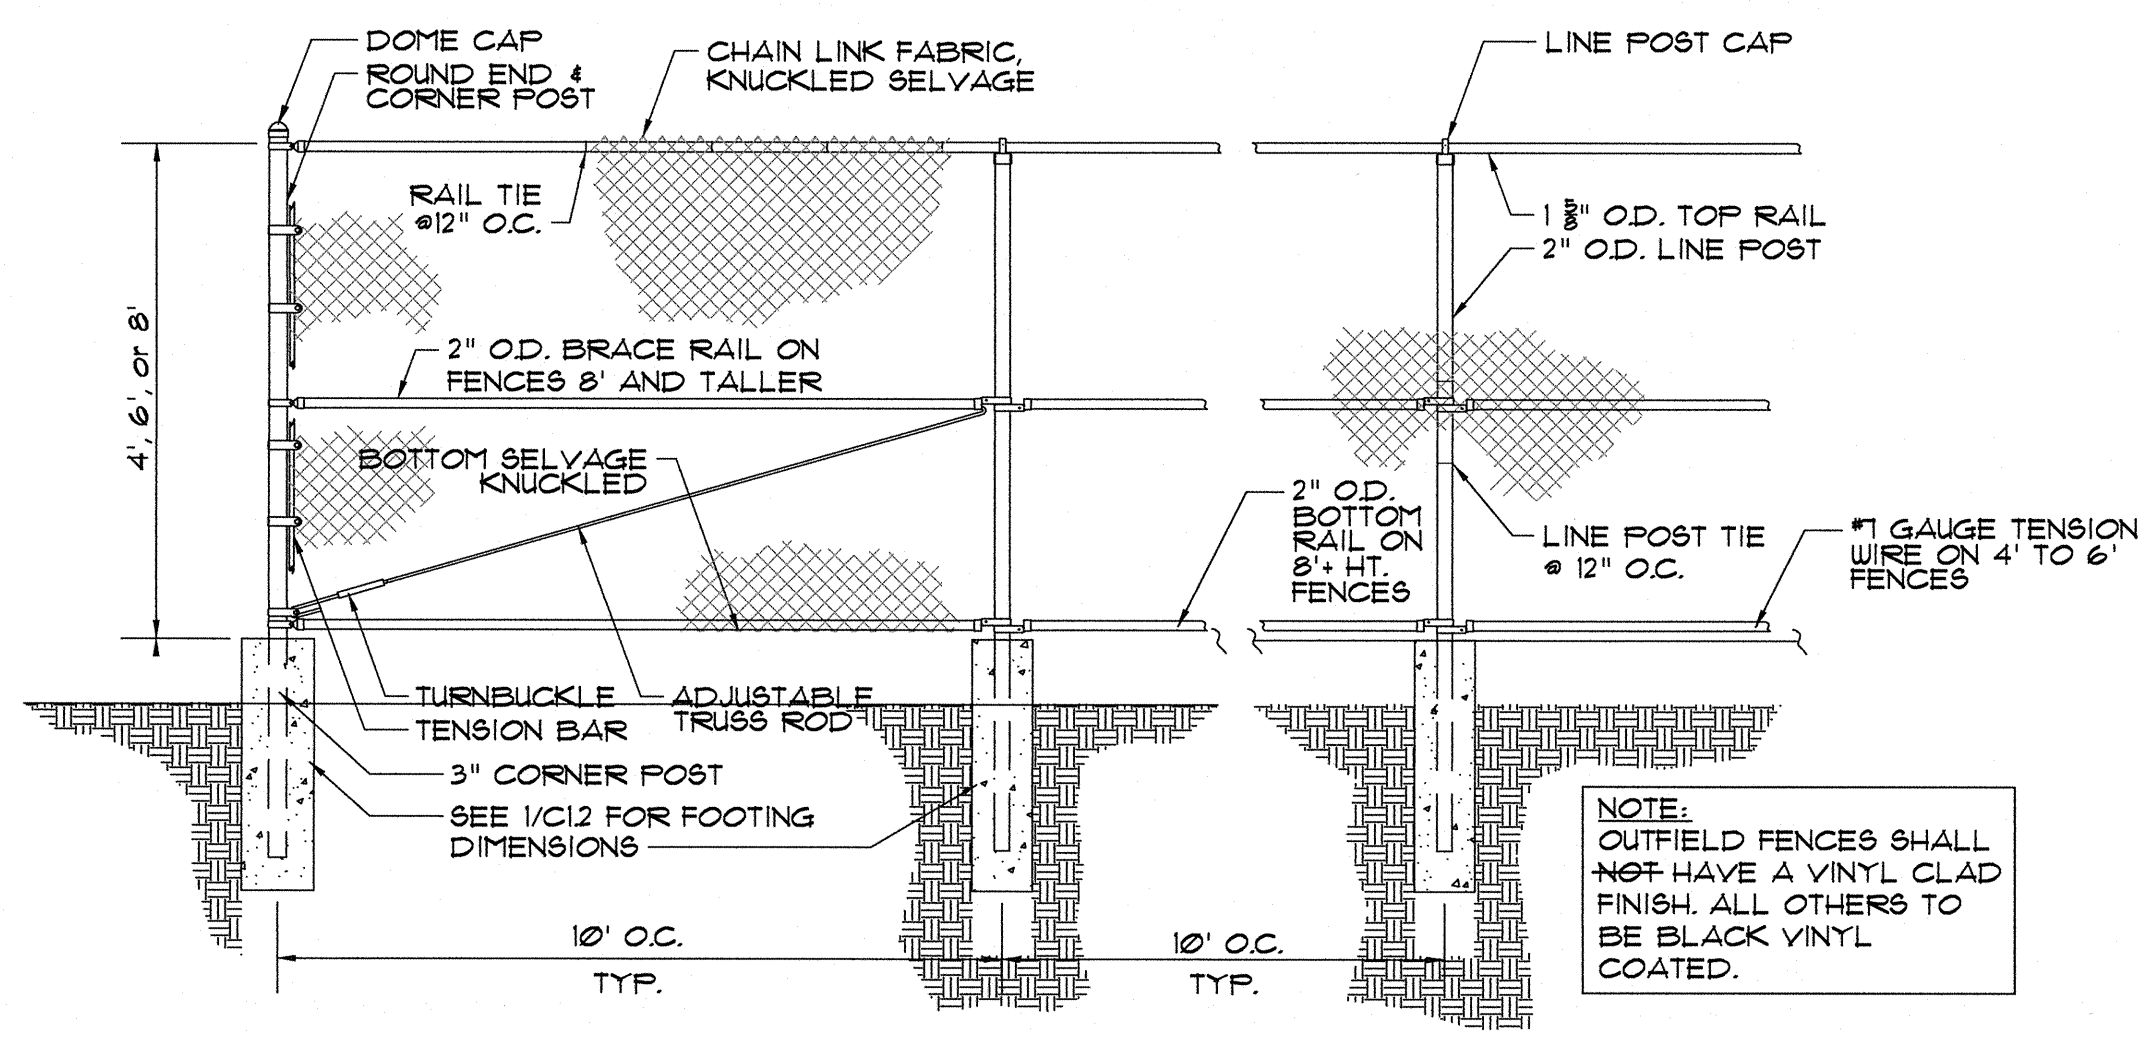 DOME CAP
ROUND END &
CORNER POST
CHAIN LINK FABRIC,
KNUCKLED SELVAGE
LINE POST CAP
RAIL TIE
@12" O.C.
1 5/8" O.D. TOP RAIL
2" O.D. LINE POST
4', 6', or 8'
2" O.D. BRACE RAIL ON
FENCES 8' AND TALLER
BOTTOM SELVAGE
KNUCKLED
2" O.D.
BOTTOM
RAIL ON
8'+ HT.
FENCES
LINE POST TIE
@ 12" O.C.
#7 GAUGE TENSION
WIRE ON 4' TO 6'
FENCES
TURNBUCKLE
TENSION BAR
ADJUSTABLE
TRUSS ROD
3" CORNER POST
SEE 1/C1.2 FOR FOOTING
DIMENSIONS
10' O.C.
TYP.
10' O.C.
TYP.
NOTE:
OUTFIELD FENCES SHALL
NOT HAVE A VINYL CLAD
FINISH. ALL OTHERS TO
BE BLACK VINYL
COATED.